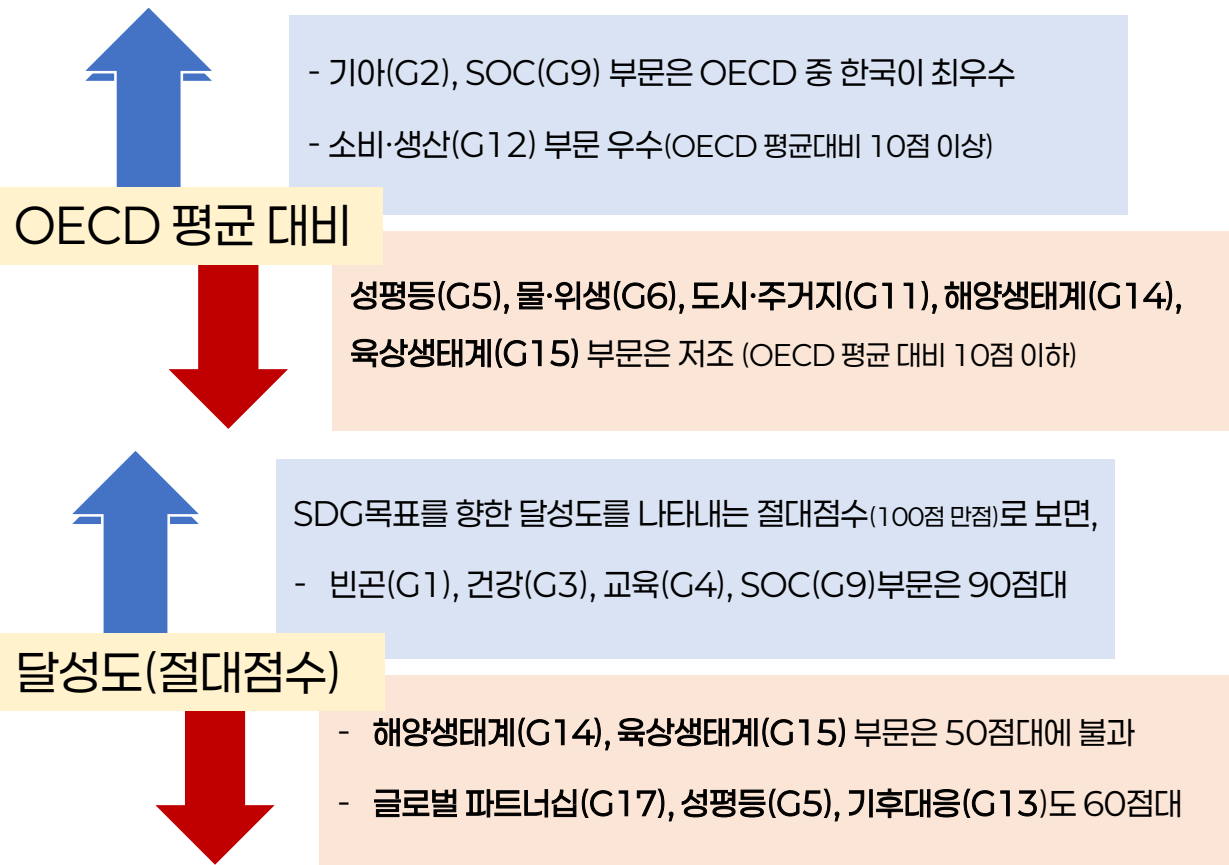 - 기아(G2), SOC(G9) 부문은 OECD 중 한국이 최우수
- 소비·생산(G12) 부문 우수(OECD 평균대비 10점 이상)
OECD 평균 대비
성평등(G5), 물·위생(G6), 도시·주거지(G11), 해양생태계(G14),
육상생태계(G15) 부문은 저조 (OECD 평균 대비 10점 이하)
SDG목표를 향한 달성도를 나타내는 절대점수(100점 만점)로 보면,
- 빈곤(G1), 건강(G3), 교육(G4), SOC(G9)부문은 90점대
달성도(절대점수)
- 해양생태계(G14), 육상생태계(G15) 부문은 50점대에 불과
- 글로벌 파트너십(G17), 성평등(G5), 기후대응(G13)도 60점대